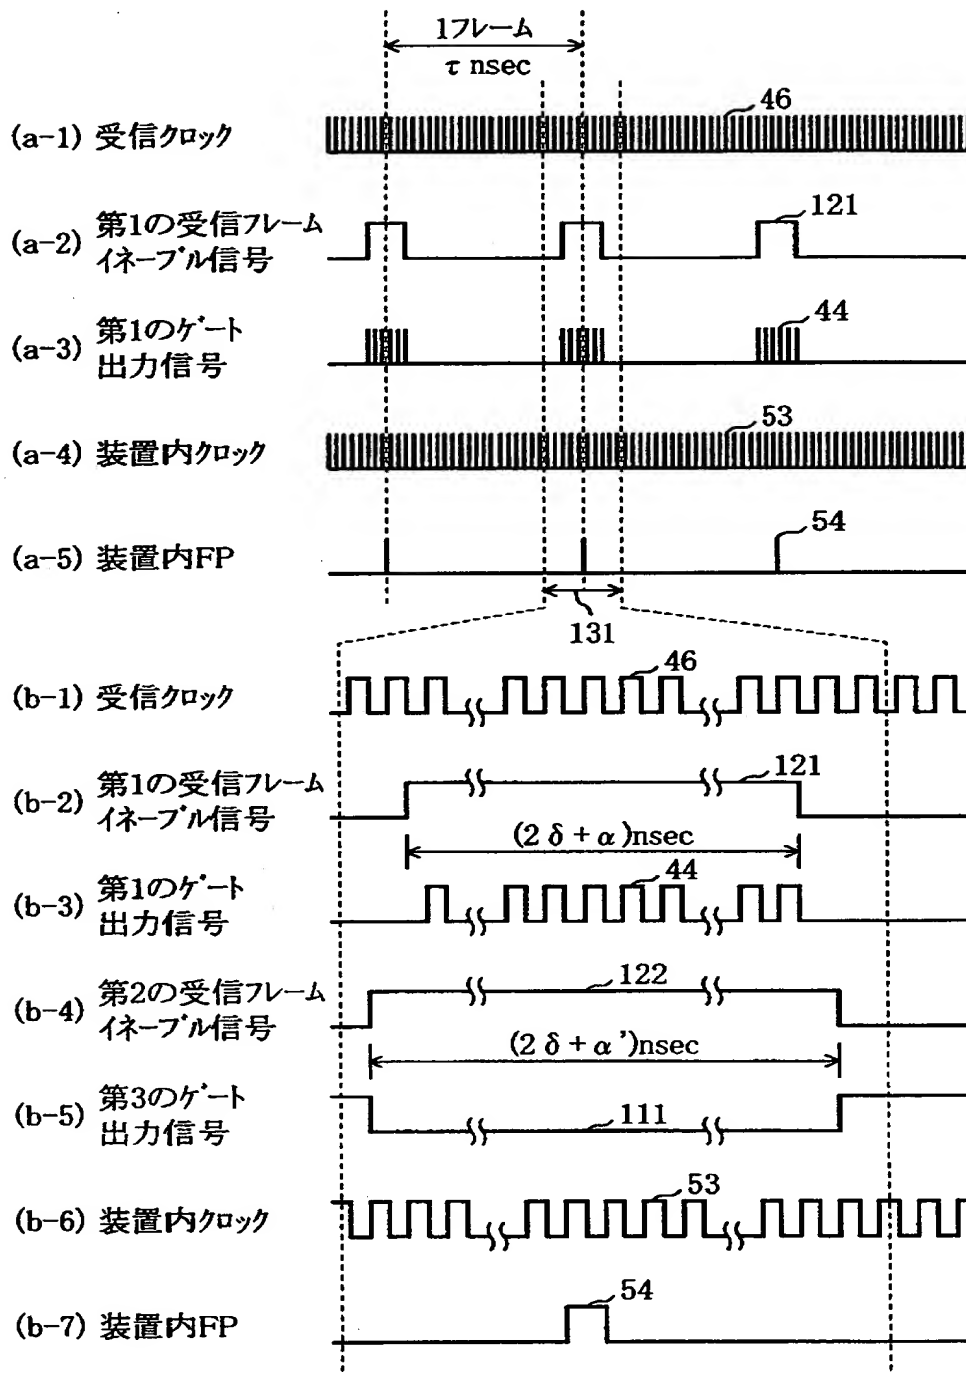 1フレーム
τ nsec
(a-1) 受信クロック
46
(a-2) 第1の受信フレーム
イネーブル信号
121
(a-3) 第1のゲート
出力信号
44
(a-4) 装置内クロック
53
(a-5) 装置内FP
54
131
(b-1) 受信クロック
46
(b-2) 第1の受信フレーム
イネーブル信号
121
(2δ+α)nsec
(b-3) 第1のゲート
出力信号
44
(b-4) 第2の受信フレーム
イネーブル信号
122
(2δ+α')nsec
(b-5) 第3のゲート
出力信号
111
(b-6) 装置内クロック
53
(b-7) 装置内FP
54